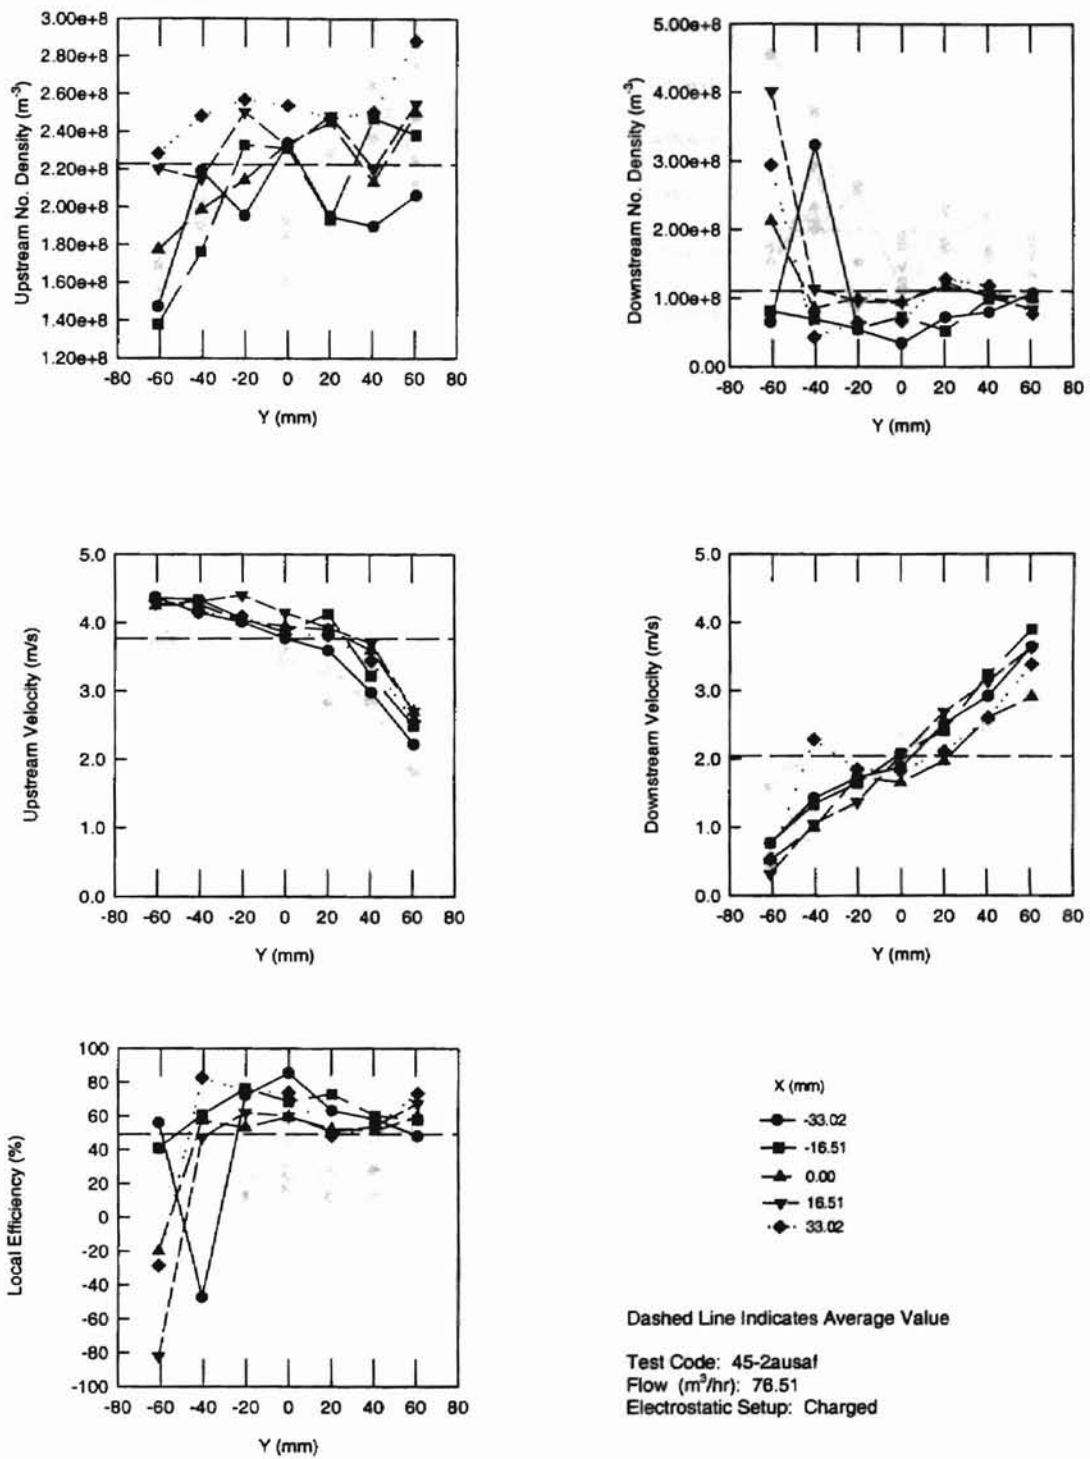 3.00e+8
2.80e+8
2.60e+8
2.40e+8
2.20e+8
2.00e+8
1.80e+8
1.60e+8
1.40e+8
1.20e+8
Upstream No. Density (m-3)
-80 -60 -40 -20 0 20 40 60 80
Y (mm)
5.00e+8
4.00e+8
3.00e+8
2.00e+8
1.00e+8
0.00
Downstream No. Density (m-3)
-80 -60 -40 -20 0 20 40 60 80
Y (mm)
5.0
4.0
3.0
2.0
1.0
0.0
Upstream Velocity (m/s)
-80 -60 -40 -20 0 20 40 60 80
Y (mm)
5.0
4.0
3.0
2.0
1.0
0.0
Downstream Velocity (m/s)
-80 -60 -40 -20 0 20 40 60 80
Y (mm)
100
80
60
40
20
0
-20
-40
-60
-80
-100
Local Efficiency (%)
-80 -60 -40 -20 0 20 40 60 80
Y (mm)
X (mm)
-33.02
-16.51
0.00
16.51
33.02
Dashed Line Indicates Average Value
Test Code: 45-2ausaf
Flow (m3/hr): 76.51
Electrostatic Setup: Charged